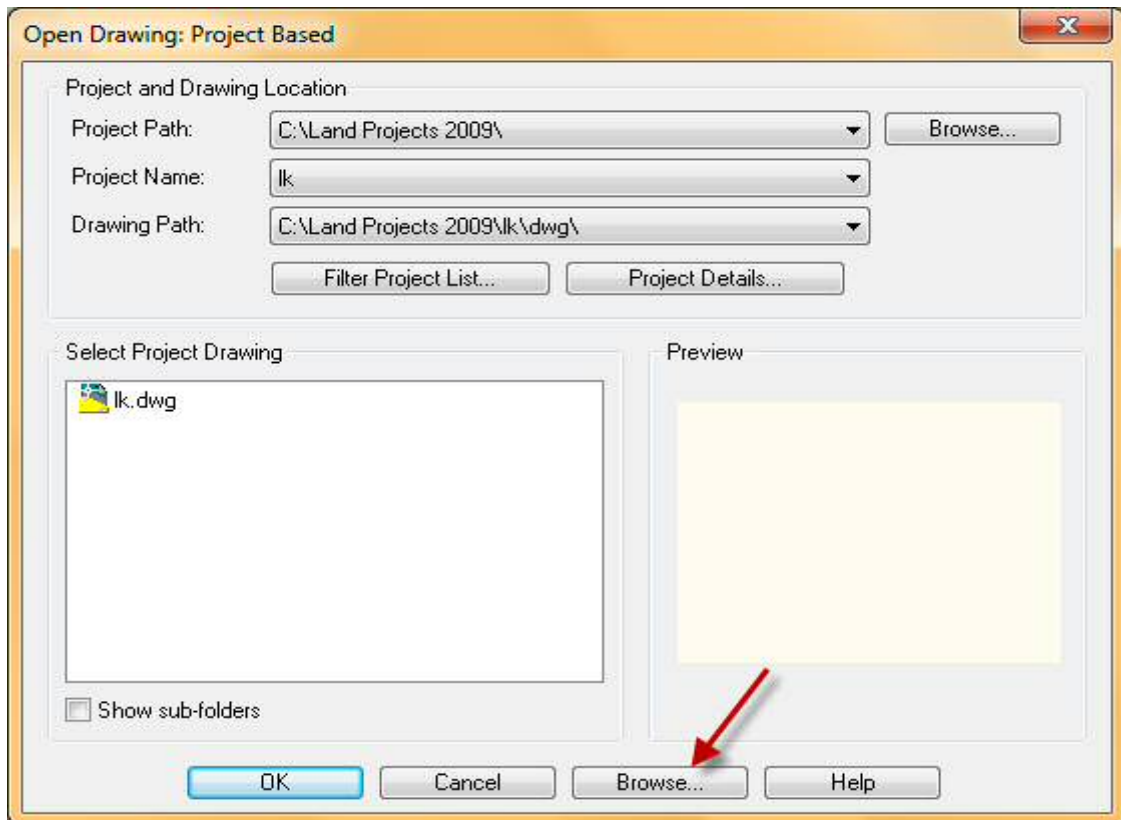 Open Drawing: Project Based
Project and Drawing Location
Project Path: C:\Land Projects 2009\ Browse...
Project Name: lk
Drawing Path: C:\Land Projects 2009\lk\dwg\
Filter Project List... Project Details...
Select Project Drawing Preview
lk.dwg
Show sub-folders
OK Cancel Browse... Help